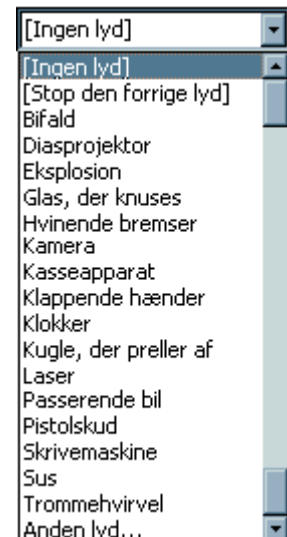 [Ingen lyd]
[Ingen lyd]
[Stop den forrige lyd]
Bifald
Diasprojektor
Eksplosion
Glas, der knuses
Hvinende bremser
Kamera
Kasseapparat
Klappende hænder
Klokker
Kugle, der preller af
Laser
Passerende bil
Pistolskud
Skrivemaskine
Sus
Trommehvirvel
Anden lyd...